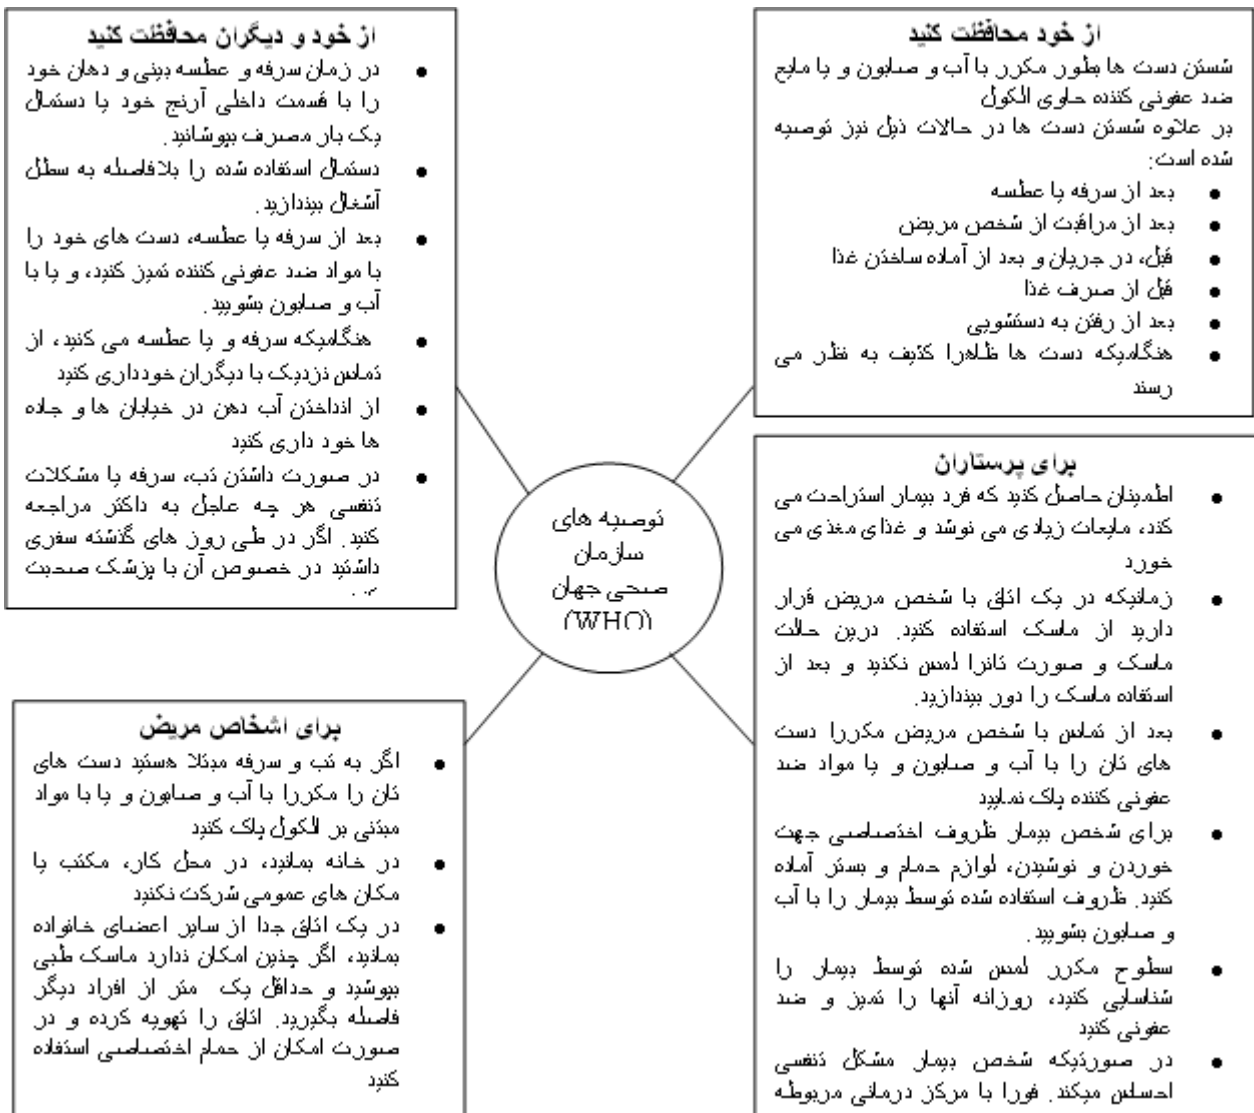 از خود محافظت کنید
شستن دست ها بطور مکرر با آب و صابون و یا مایع
ضد عفونی کننده حاوی الکول
بر علاوه شستن دست ها در حالات ذیل نیز توصیه
شده است:
● بعد از سرفه یا عطسه
● بعد از مراقبت از شخص مریض
● قبل، در جریان و بعد از آماده ساختن غذا
● قبل از صرف غذا
● بعد از رفتن به دستشویی
● هنگامیکه دست ها ظاهرا کثیف به نظر می
رسند
از خود و دیگران محافظت کنید
● در زمان سرفه و عطسه بینی و دهان خود
را با قسمت داخلی آرنج خود یا دستمال
یک بار مصرف بپوشانید.
● دستمال استفاده شده را بلافاصله به سطل
آشغال بیندازید.
● بعد از سرفه یا عطسه، دست های خود را
با مواد ضد عفونی کننده تمیز کنید، و یا با
آب و صابون بشویید.
● هنگامیکه سرفه و یا عطسه می کنید، از
تماس نزدیک با دیگران خودداری کنید
● از انداختن آب دهن در خیابان ها و جاده
ها خود داری کنید
● در صورت داشتن تب، سرفه یا مشکلات
تنفسی هر چه عاجل به داکتر مراجعه
کنید. اگر در طی روز های گذشته سفری
داشتید در خصوص آن با پزشک صحبت
توصیه های
سازمان
صحی جهان
(WHO)
برای پرستاران
● اطمینان حاصل کنید که فرد بیمار استراحت می
کند، مایعات زیادی می نوشد و غذای مغذی می
خورد
● زمانیکه در یک اتاق با شخص مریض قرار
دارید از ماسک استفاده کنید. درین حالت
ماسک و صورت تانرا لمس نکنید و بعد از
استفاده ماسک را دور بیندازید.
● بعد از تماس با شخص مریض مکررا دست
های تان را با آب و صابون و یا مواد ضد
عفونی کننده پاک نمایید
● برای شخص بیمار ظروف اختصاصی جهت
خوردن و نوشیدن، لوازم حمام و بستر آماده
کنید. ظروف استفاده شده توسط بیمار را با آب
و صابون بشویید.
● سطوح مکرر لمس شده توسط بیمار را
شناسایی کنید، روزانه آنها را تمیز و ضد
عفونی کنید
● در صورتیکه شخص بیمار مشکل تنفسی
احساس میکند. فورا با مرکز درمانی مربوطه
برای اشخاص مریض
● اگر به تب و سرفه مبتلا هستید دست های
تان را مکررا با آب و صابون و یا با مواد
مبتنی بر الکول پاک کنید
● در خانه بمانید، در محل کار، مکتب یا
مکان های عمومی شرکت نکنید
● در یک اتاق جدا از سایر اعضای خانواده
بمانید، اگر چنین امکان ندارد ماسک طبی
بپوشید و حداقل یک متر از افراد دیگر
فاصله بگیرید. اتاق را تهویه کرده و در
صورت امکان از حمام اختصاصی استفاده
کنید